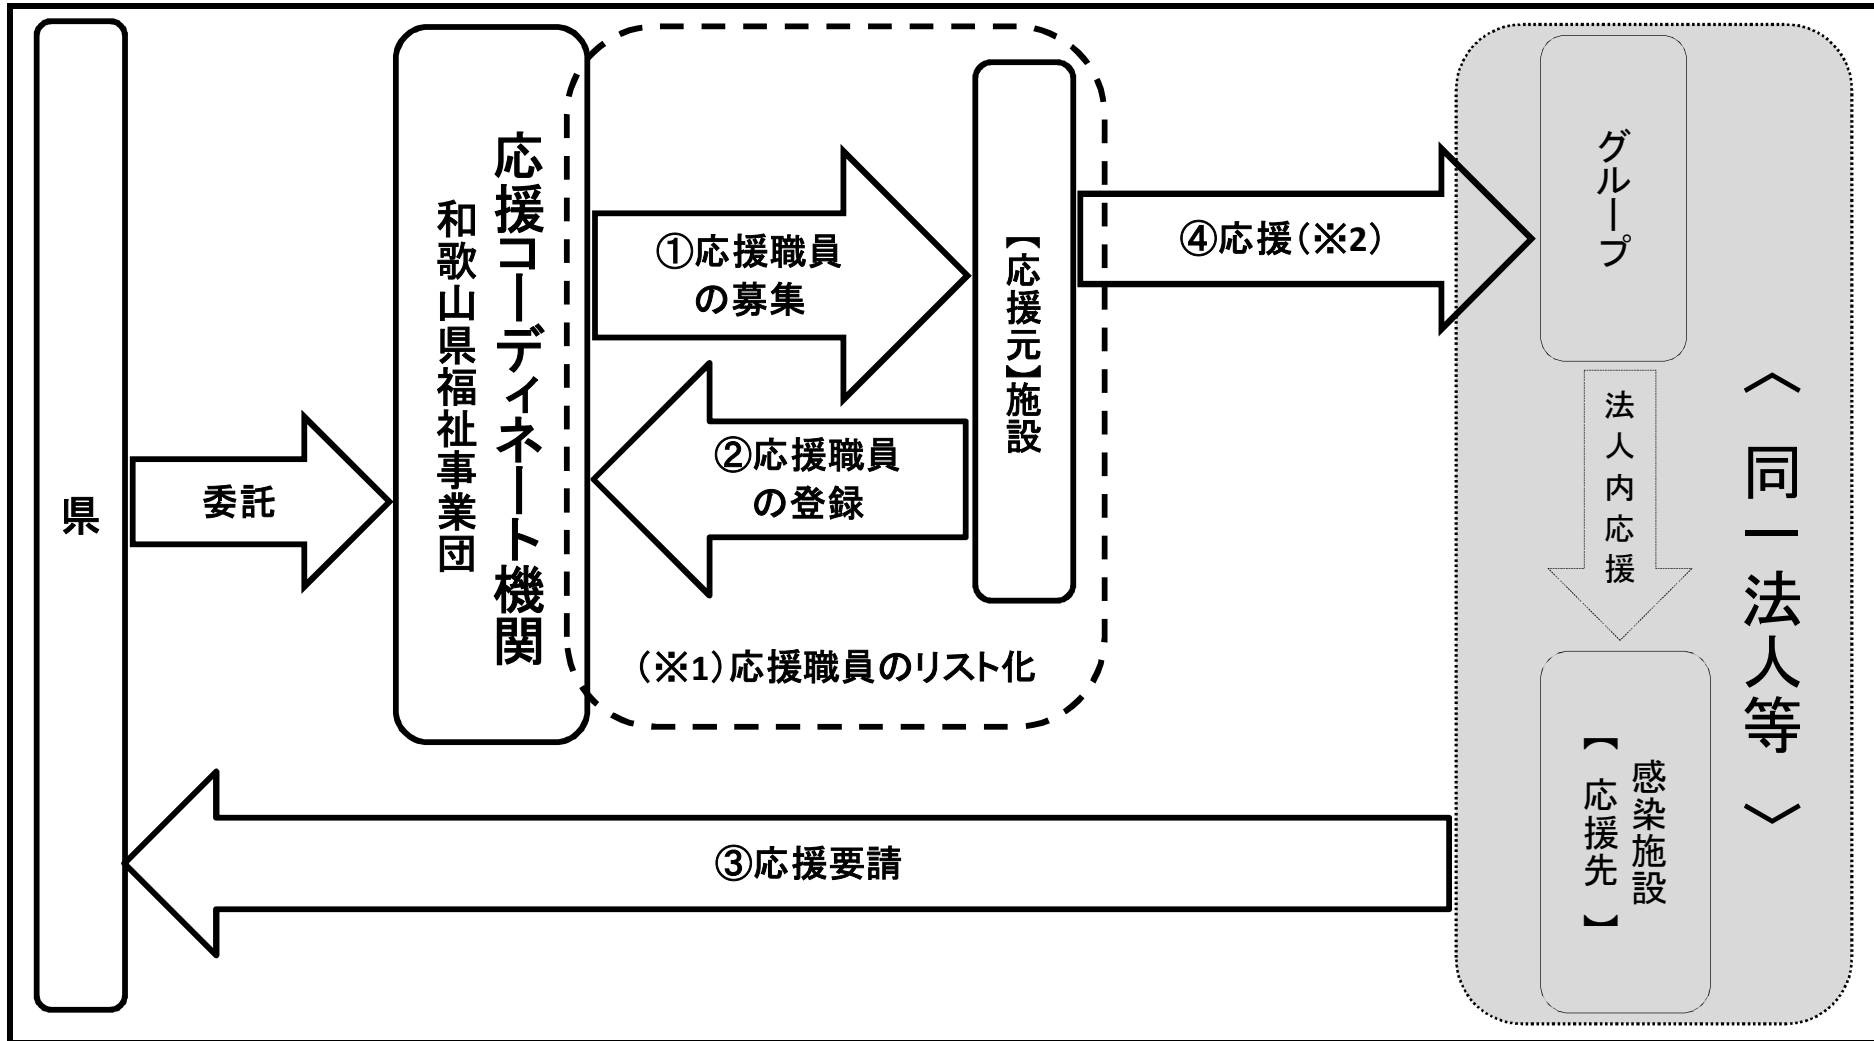 県
委託
応援コーディネート機関
和歌山県福祉事業団
①応援職員
の募集
②応援職員
の登録
(※1)応援職員のリスト化
【応援元】施設
④応援(※2)
③応援要請
グループ
法人内応援
感染施設
【応援先】
〈同一法人等〉